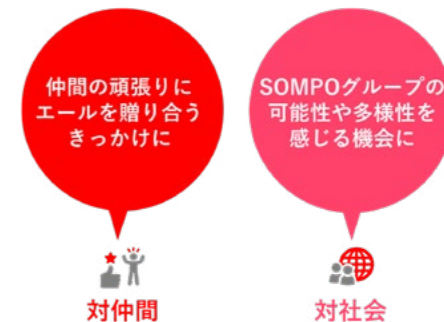 仲間の頑張りに
エールを贈り合う
きっかけに
対仲間
SOMPOグループの
可能性や多様性を
感じる機会に
対社会